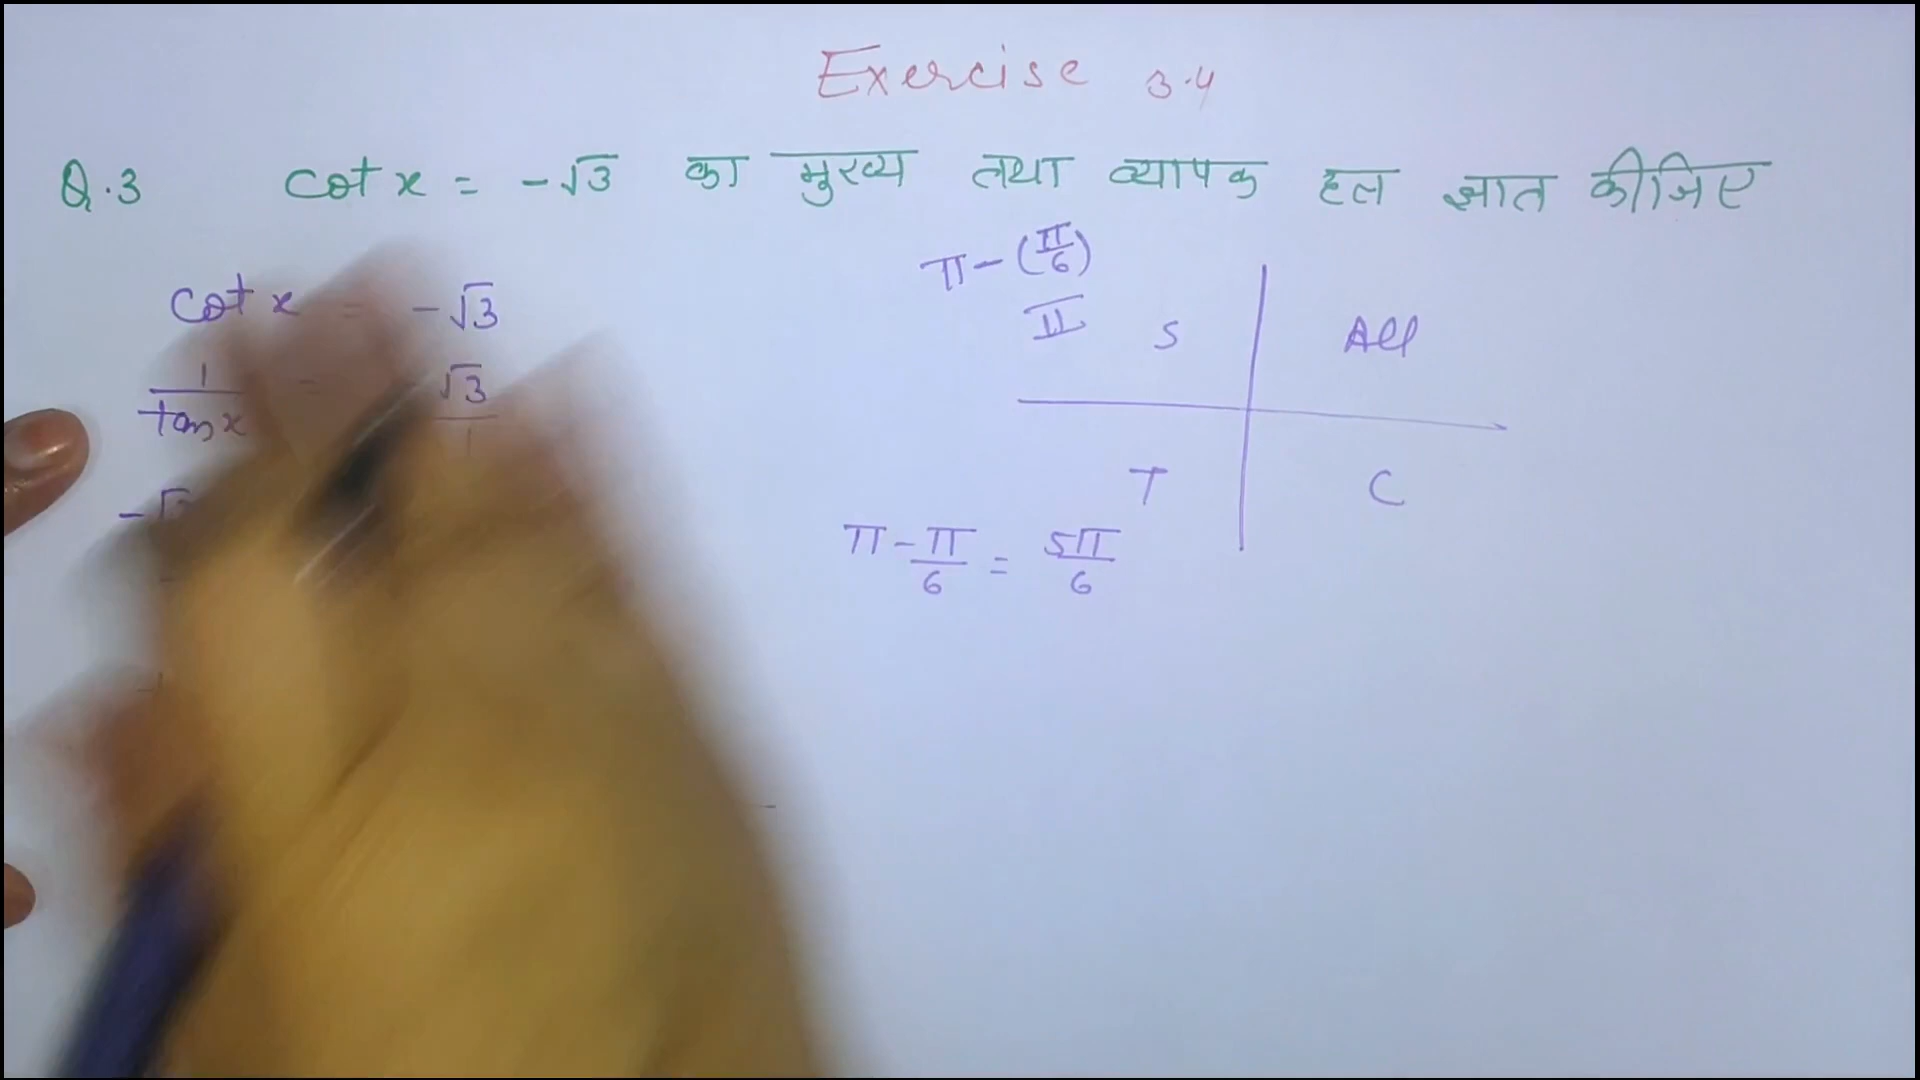 Exercise 3.4
Q.3 cot x = -√3 का मुख्य तथा व्यापक हल ज्ञात कीजिए
cot x = -√3
1/tan x = √3/1
-√
π - (π/6)
II S All
T C
π - π/6 = 5π/6